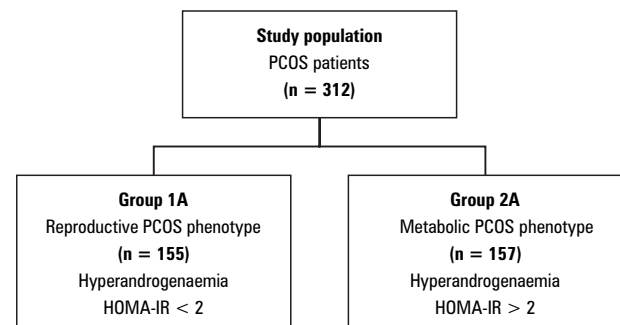 Study population
PCOS patients
(n = 312)
Group 1A
Reproductive PCOS phenotype
(n = 155)
Hyperandrogenaemia
HOMA-IR < 2
Group 2A
Metabolic PCOS phenotype
(n = 157)
Hyperandrogenaemia
HOMA-IR > 2